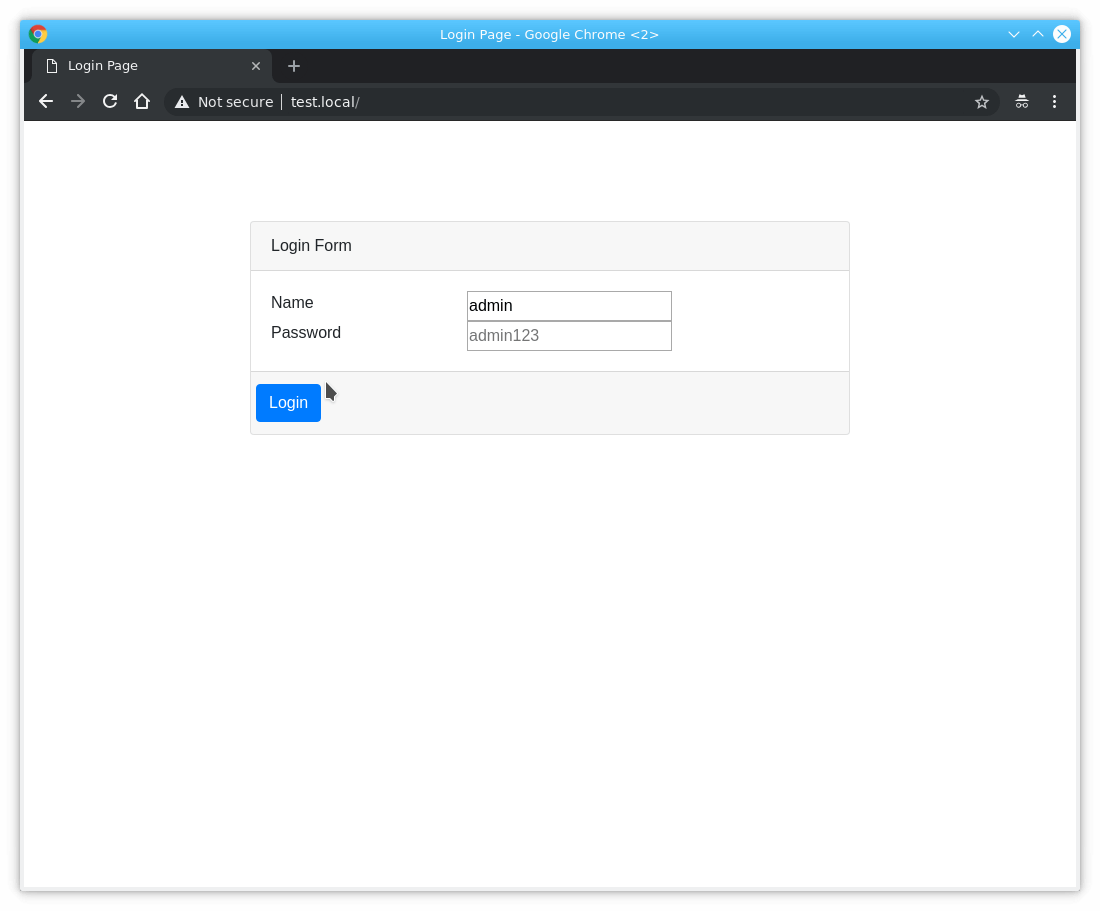 Login Page - Google Chrome <2>
Login Page
Not secure test.local/
Login Form
Name admin
Password admin123
Login